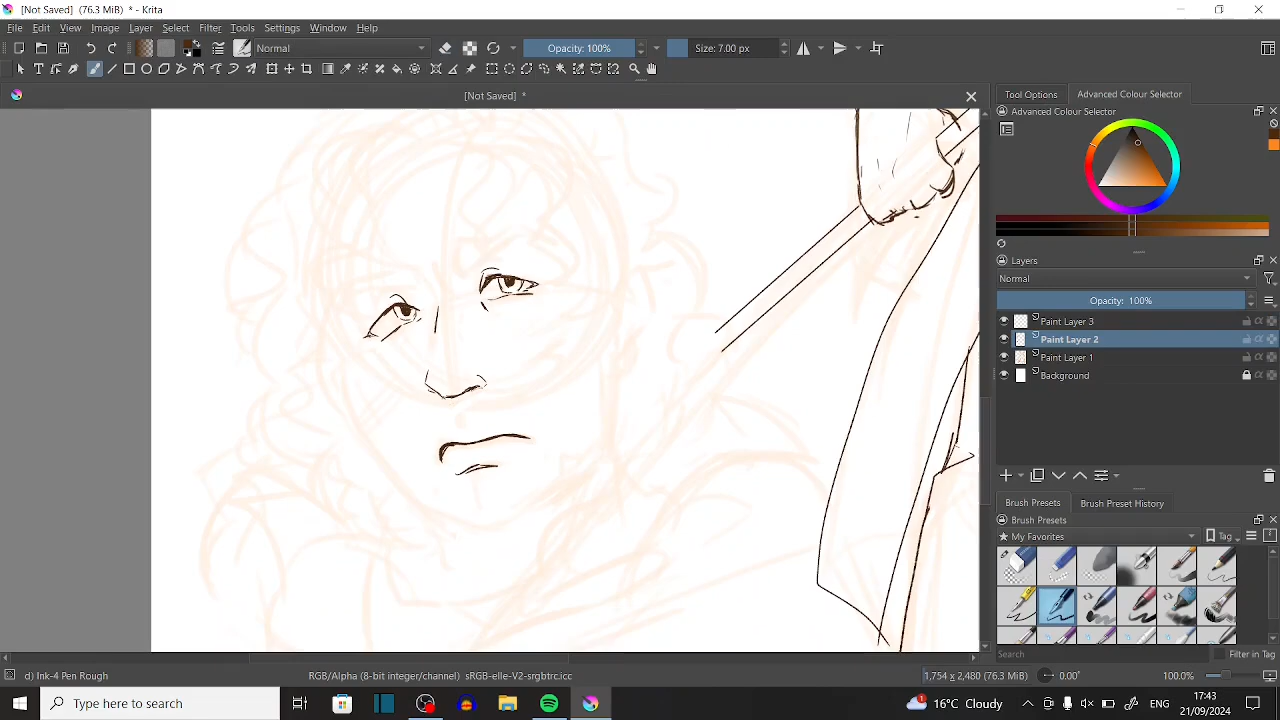 [Not Saved] (76.3 MiB) * - Krita
File Edit View Image Layer Select Filter Tools Settings Window Help
Normal Opacity: 100% Size: 7.00 px
[Not Saved] *
Tool Options Advanced Colour Selector
Advanced Colour Selector
Layers
Normal
Opacity: 100%
Paint Layer 3
Paint Layer 2
Paint Layer 1
Background
Brush Presets Brush Preset History
Brush Presets
My Favorites Tag
Search Filter in Tag
d) Ink-4 Pen Rough RGB/Alpha (8-bit integer/channel) sRGB-elle-V2-srgbtrc.icc 1,754 x 2,480 (76.3 MiB) 0.00° 100.0%
Type here to search 1 16°C Cloudy 17:43
21/09/2024